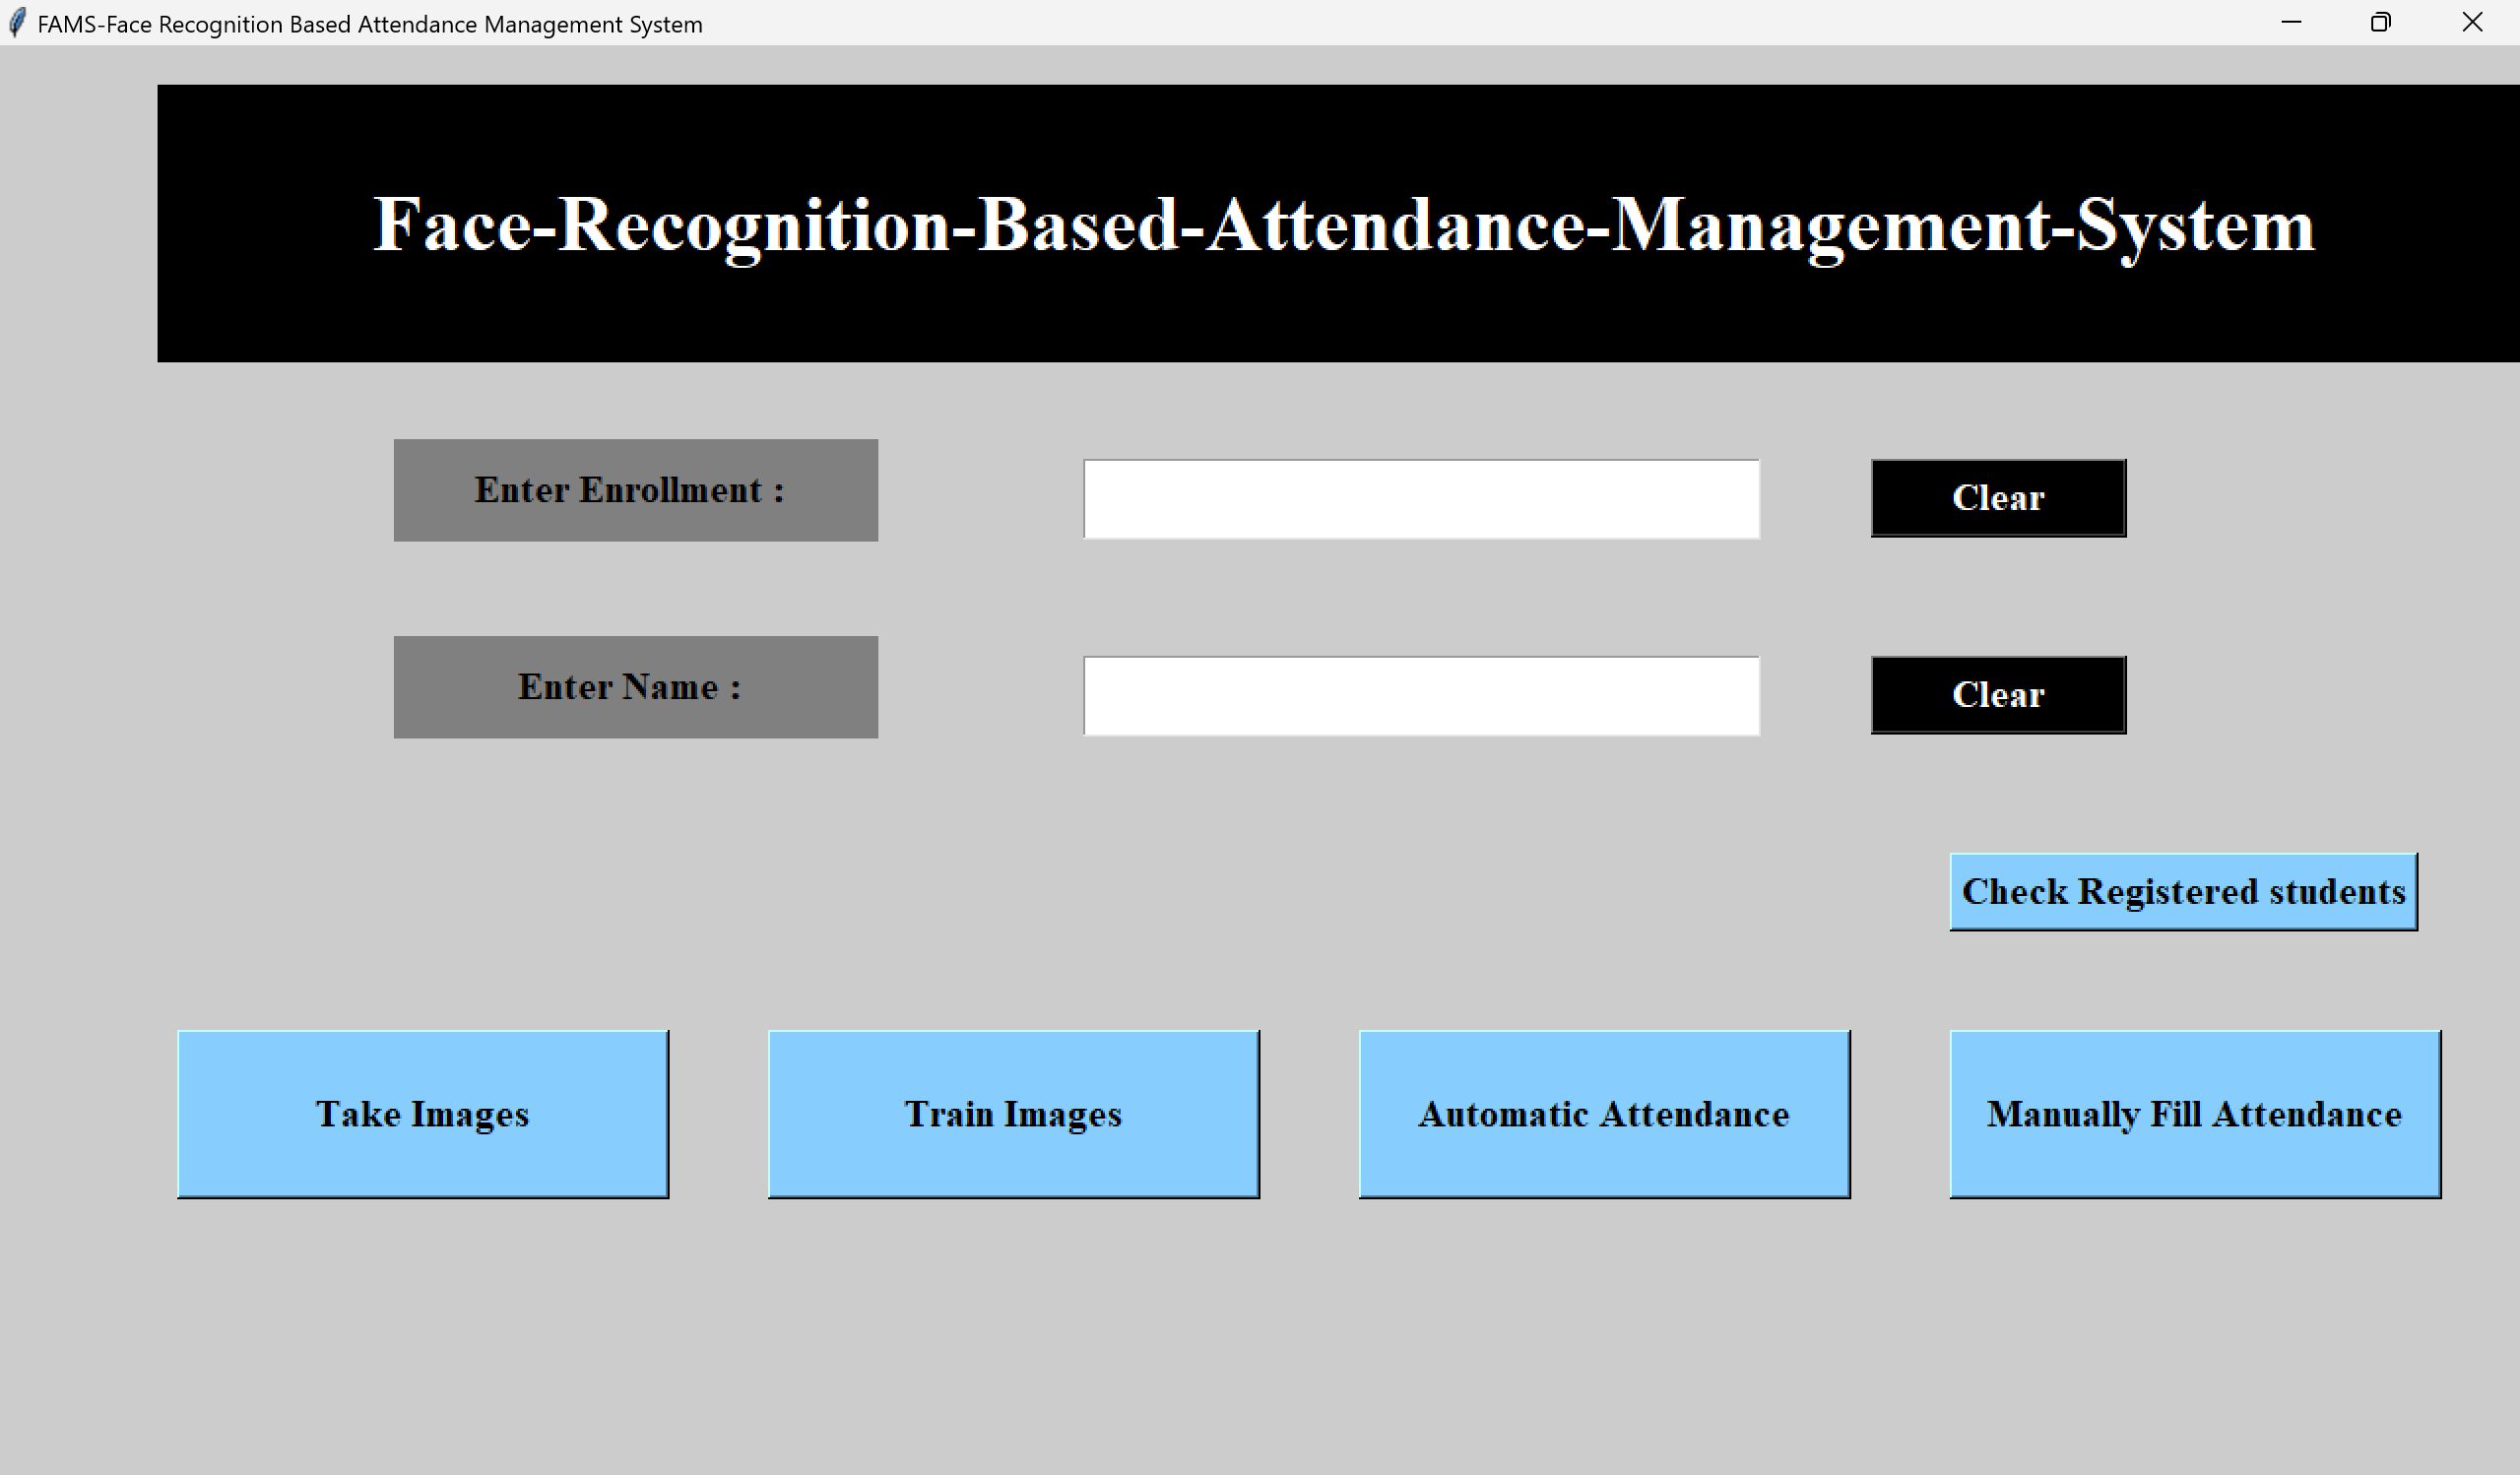 FAMS-Face Recognition Based Attendance Management System
Face-Recognition-Based-Attendance-Management-System
Enter Enrollment :
Clear
Enter Name :
Clear
Check Registered students
Take Images
Train Images
Automatic Attendance
Manually Fill Attendance